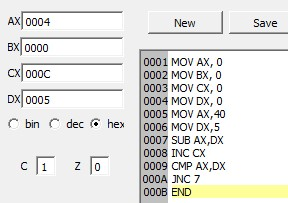 AX 0004
BX 0000
CX 000C
DX 0005
bin dec hex
C 1 Z 0
New Save
0001 MOV AX, 0
0002 MOV BX, 0
0003 MOV CX, 0
0004 MOV DX, 0
0005 MOV AX,40
0006 MOV DX,5
0007 SUB AX,DX
0008 INC CX
0009 CMP AX,DX
000A JNC 7
000B END